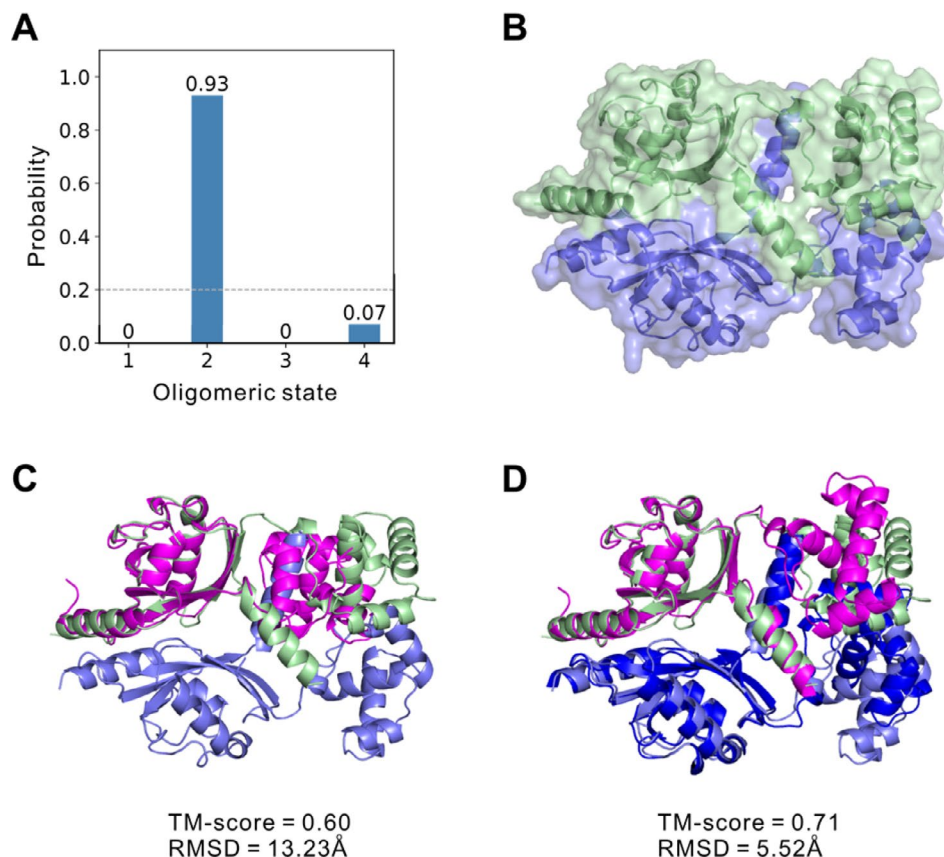 A
B
1.0
0.8
0.6
0.4
0.2
0.0
Probability
0
0.93
0
0.07
1 2 3 4
Oligomeric state
C
D
TM-score = 0.60
RMSD = 13.23Å
TM-score = 0.71
RMSD = 5.52Å